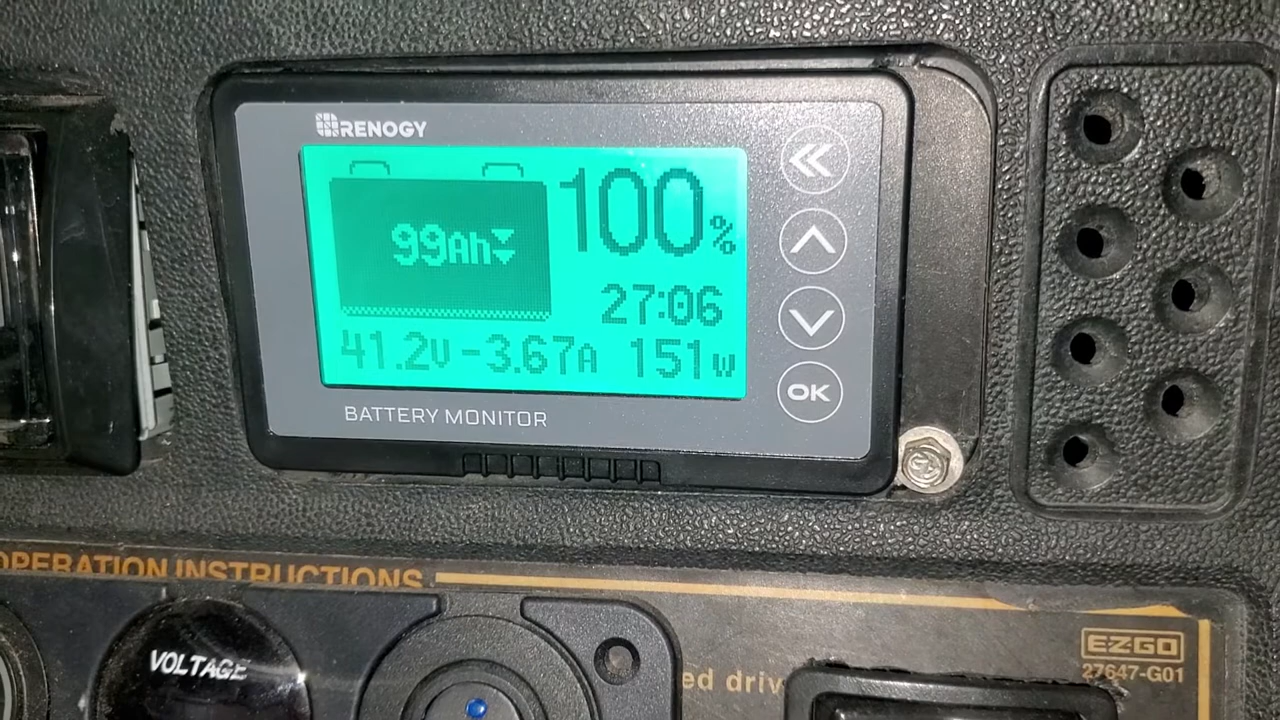 RENOGY
99Ah
100%
27:06
41.2V -3.67A 151W
BATTERY MONITOR
OK
OPERATION INSTRUCTIONS
VOLTAGE
ed driv
EZGO
27647-G01